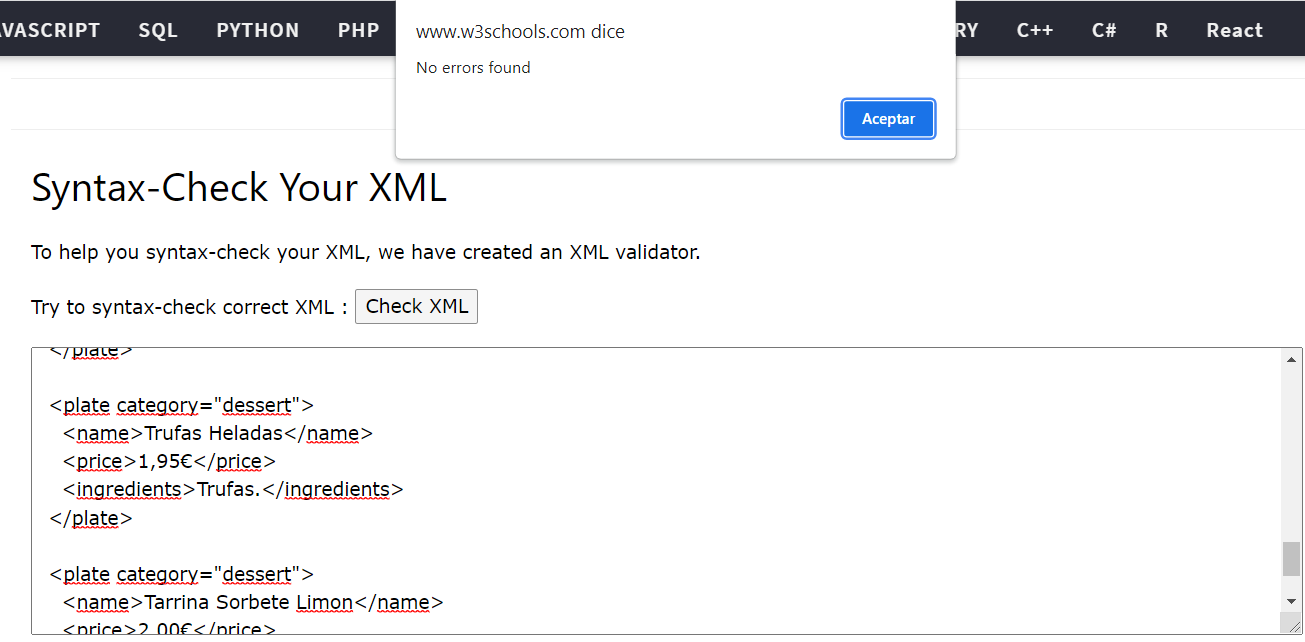 VASCRIPT SQL PYTHON PHP RY C++ C# R React
www.w3schools.com dice
No errors found
Aceptar
Syntax-Check Your XML
To help you syntax-check your XML, we have created an XML validator.
Try to syntax-check correct XML : Check XML
</plate>
<plate category="dessert">
<name>Trufas Heladas</name>
<price>1,95€</price>
<ingredients>Trufas.</ingredients>
</plate>
<plate category="dessert">
<name>Tarrina Sorbete Limon</name>
<price>2,00€</price>